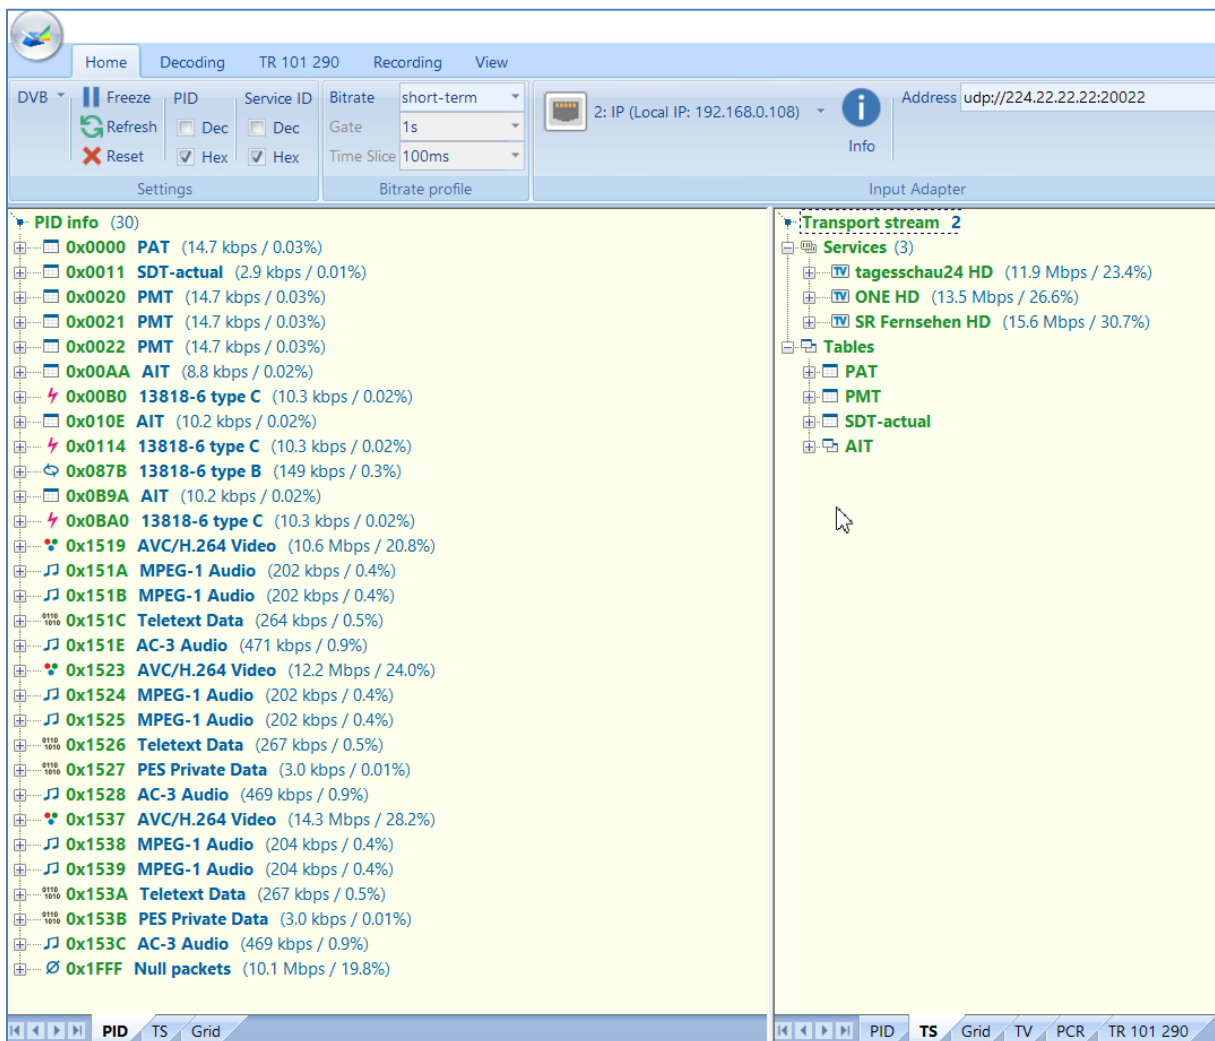 Home Decoding TR 101 290 Recording View
DVB Freeze PID Service ID Bitrate short-term 2: IP (Local IP: 192.168.0.108) Address udp://224.22.22.22:20022
Refresh Dec Dec Gate 1s
Reset Hex Hex Time Slice 100ms Info
Settings Bitrate profile Input Adapter
PID info (30)
0x0000 PAT (14.7 kbps / 0.03%)
0x0011 SDT-actual (2.9 kbps / 0.01%)
0x0020 PMT (14.7 kbps / 0.03%)
0x0021 PMT (14.7 kbps / 0.03%)
0x0022 PMT (14.7 kbps / 0.03%)
0x00AA AIT (8.8 kbps / 0.02%)
0x00B0 13818-6 type C (10.3 kbps / 0.02%)
0x010E AIT (10.2 kbps / 0.02%)
0x0114 13818-6 type C (10.3 kbps / 0.02%)
0x087B 13818-6 type B (149 kbps / 0.3%)
0x0B9A AIT (10.2 kbps / 0.02%)
0x0BA0 13818-6 type C (10.3 kbps / 0.02%)
0x1519 AVC/H.264 Video (10.6 Mbps / 20.8%)
0x151A MPEG-1 Audio (202 kbps / 0.4%)
0x151B MPEG-1 Audio (202 kbps / 0.4%)
0x151C Teletext Data (264 kbps / 0.5%)
0x151E AC-3 Audio (471 kbps / 0.9%)
0x1523 AVC/H.264 Video (12.2 Mbps / 24.0%)
0x1524 MPEG-1 Audio (202 kbps / 0.4%)
0x1525 MPEG-1 Audio (202 kbps / 0.4%)
0x1526 Teletext Data (267 kbps / 0.5%)
0x1527 PES Private Data (3.0 kbps / 0.01%)
0x1528 AC-3 Audio (469 kbps / 0.9%)
0x1537 AVC/H.264 Video (14.3 Mbps / 28.2%)
0x1538 MPEG-1 Audio (204 kbps / 0.4%)
0x1539 MPEG-1 Audio (204 kbps / 0.4%)
0x153A Teletext Data (267 kbps / 0.5%)
0x153B PES Private Data (3.0 kbps / 0.01%)
0x153C AC-3 Audio (469 kbps / 0.9%)
0x1FFF Null packets (10.1 Mbps / 19.8%)
PID TS Grid
Transport stream 2
Services (3)
TV tagesschau24 HD (11.9 Mbps / 23.4%)
TV ONE HD (13.5 Mbps / 26.6%)
TV SR Fernsehen HD (15.6 Mbps / 30.7%)
Tables
PAT
PMT
SDT-actual
AIT
PID TS Grid TV PCR TR 101 290